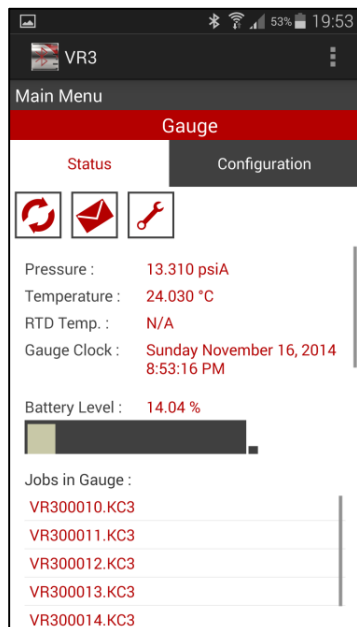 53% 19:53
VR3
Main Menu
Gauge
Status Configuration
Pressure : 13.310 psiA
Temperature : 24.030 °C
RTD Temp. : N/A
Gauge Clock : Sunday November 16, 2014
8:53:16 PM
Battery Level : 14.04 %
Jobs in Gauge :
VR300010.KC3
VR300011.KC3
VR300012.KC3
VR300013.KC3
VR300014.KC3